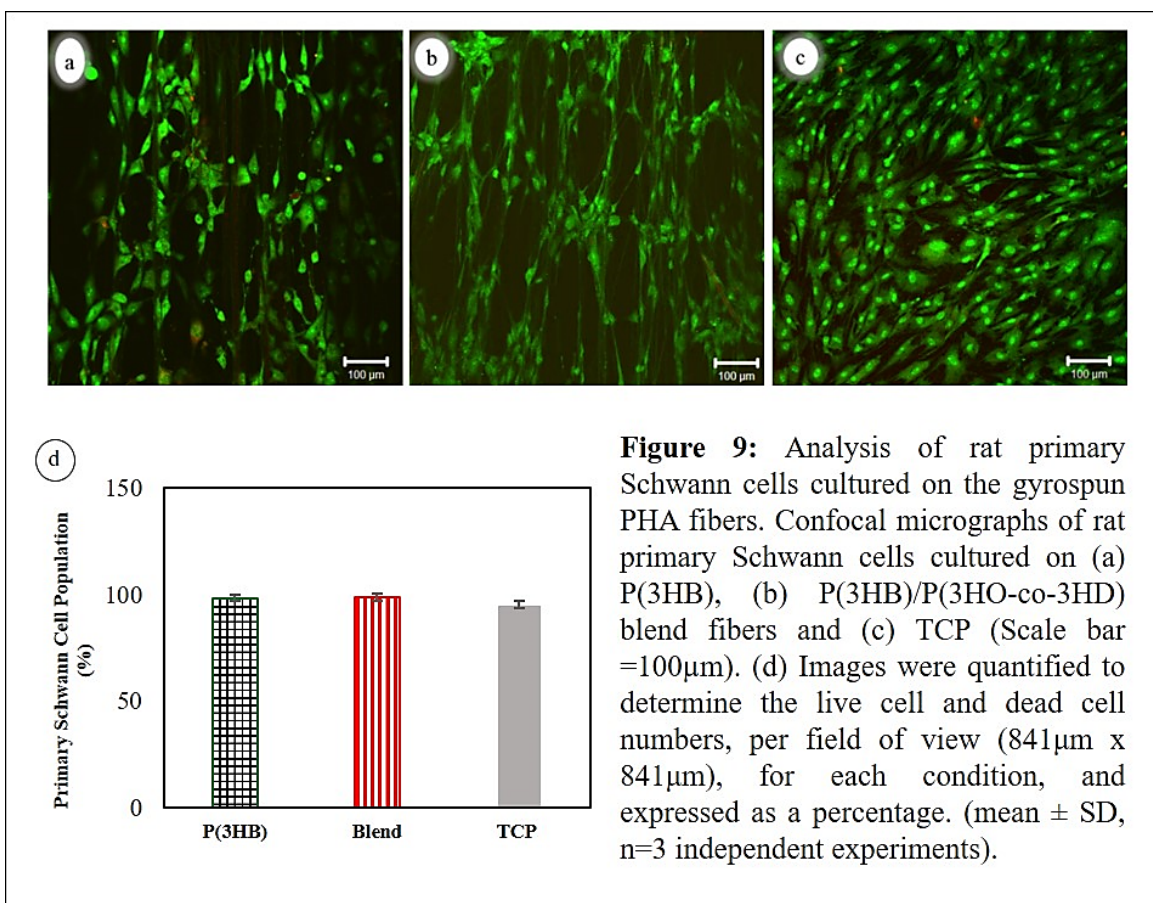 a
b
c
100 µm
100 µm
100 µm
d
Primary Schwann Cell Population
(%)
150
100
50
0
P(3HB)
Blend
TCP
Figure 9: Analysis of rat primary
Schwann cells cultured on the gyrospun
PHA fibers. Confocal micrographs of rat
primary Schwann cells cultured on (a)
P(3HB), (b) P(3HB)/P(3HO-co-3HD)
blend fibers and (c) TCP (Scale bar
=100µm). (d) Images were quantified to
determine the live cell and dead cell
numbers, per field of view (841µm x
841µm), for each condition, and
expressed as a percentage. (mean ± SD,
n=3 independent experiments).